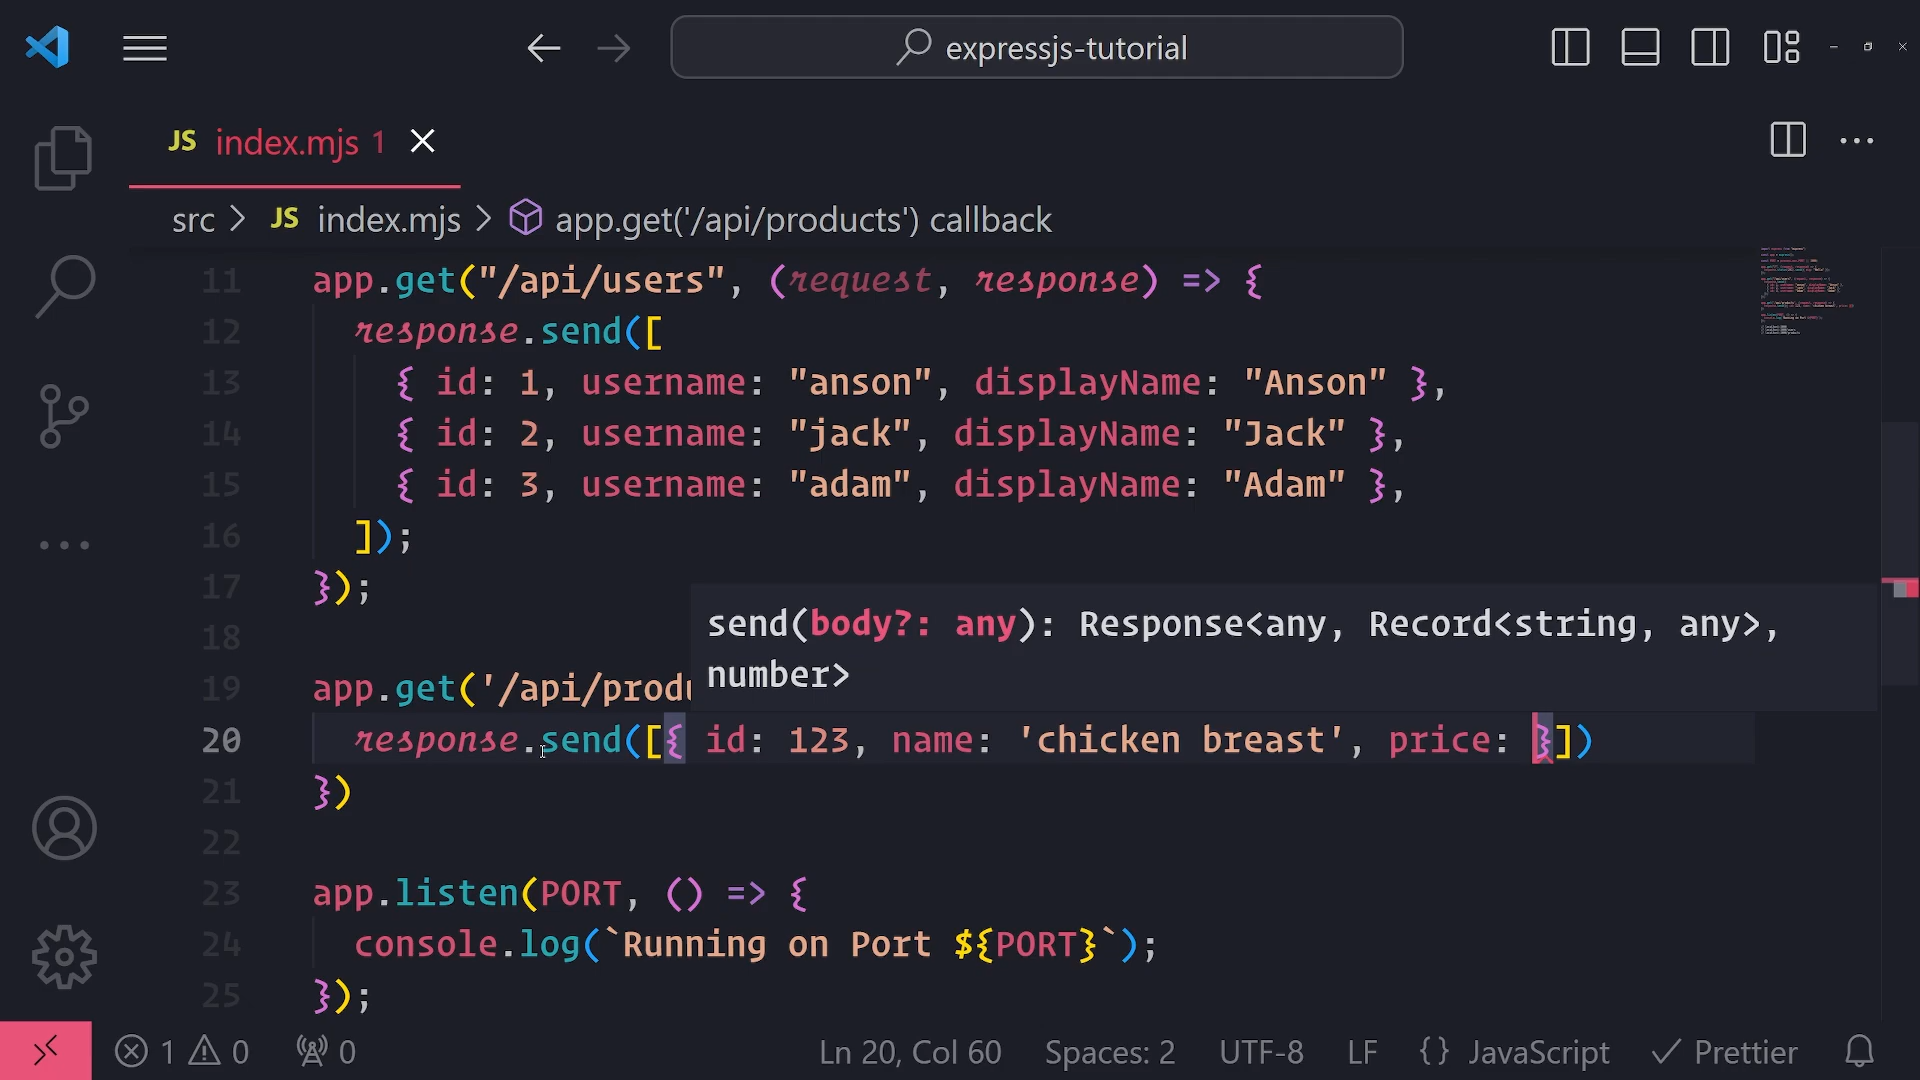 expressjs-tutorial
JS index.mjs 1
src > JS index.mjs > app.get('/api/products') callback
11 app.get("/api/users", (request, response) => {
12 response.send([
13 { id: 1, username: "anson", displayName: "Anson" },
14 { id: 2, username: "jack", displayName: "Jack" },
15 { id: 3, username: "adam", displayName: "Adam" },
16 ]);
17 });
18
send(body?: any): Response<any, Record<string, any>,
number>
19 app.get('/api/produ
20 response.send([{ id: 123, name: 'chicken breast', price: }])
21 })
22
23 app.listen(PORT, () => {
24 console.log(`Running on Port ${PORT}`);
25 });
1 0 0 Ln 20, Col 60 Spaces: 2 UTF-8 LF {} JavaScript Prettier